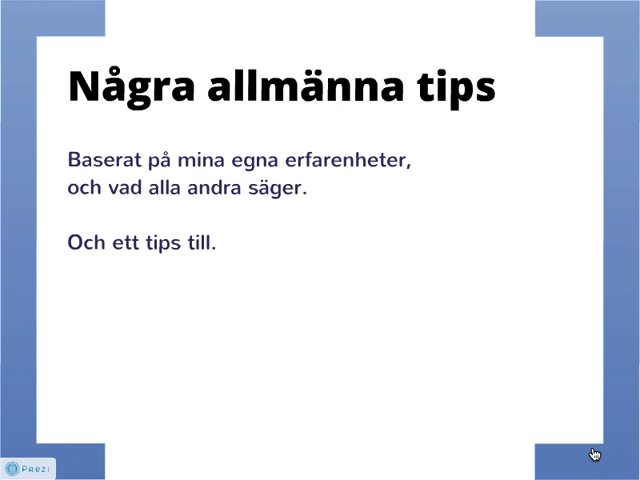 Några allmänna tips
Baserat på mina egna erfarenheter,
och vad alla andra säger.
Och ett tips till.
PREZI